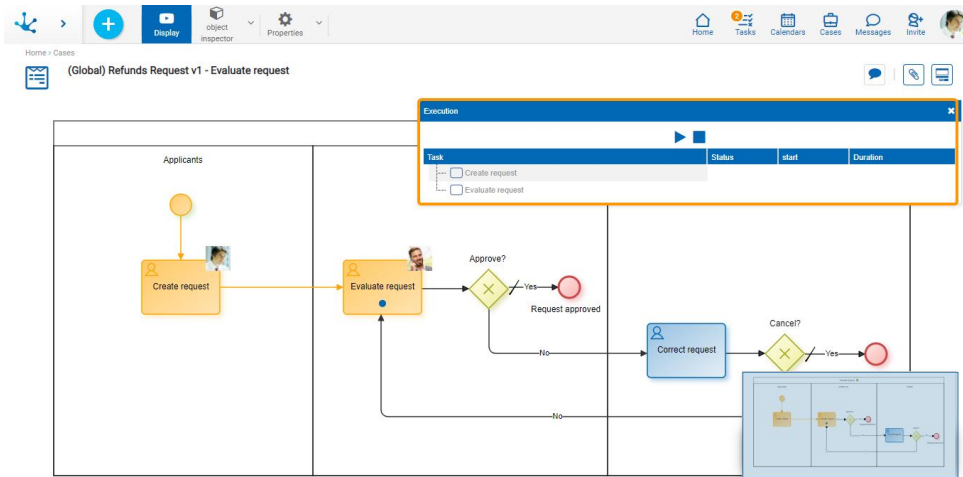 Display
object
inspector
Properties
Home
2
Tasks
Calendars
Cases
Messages
Invite
Home › Cases
(Global) Refunds Request v1 - Evaluate request
Execution
Task Status start Duration
Create request
Evaluate request
Applicants
Create request
Evaluate request
Approve?
Yes
Request approved
No
Correct request
Cancel?
Yes
No